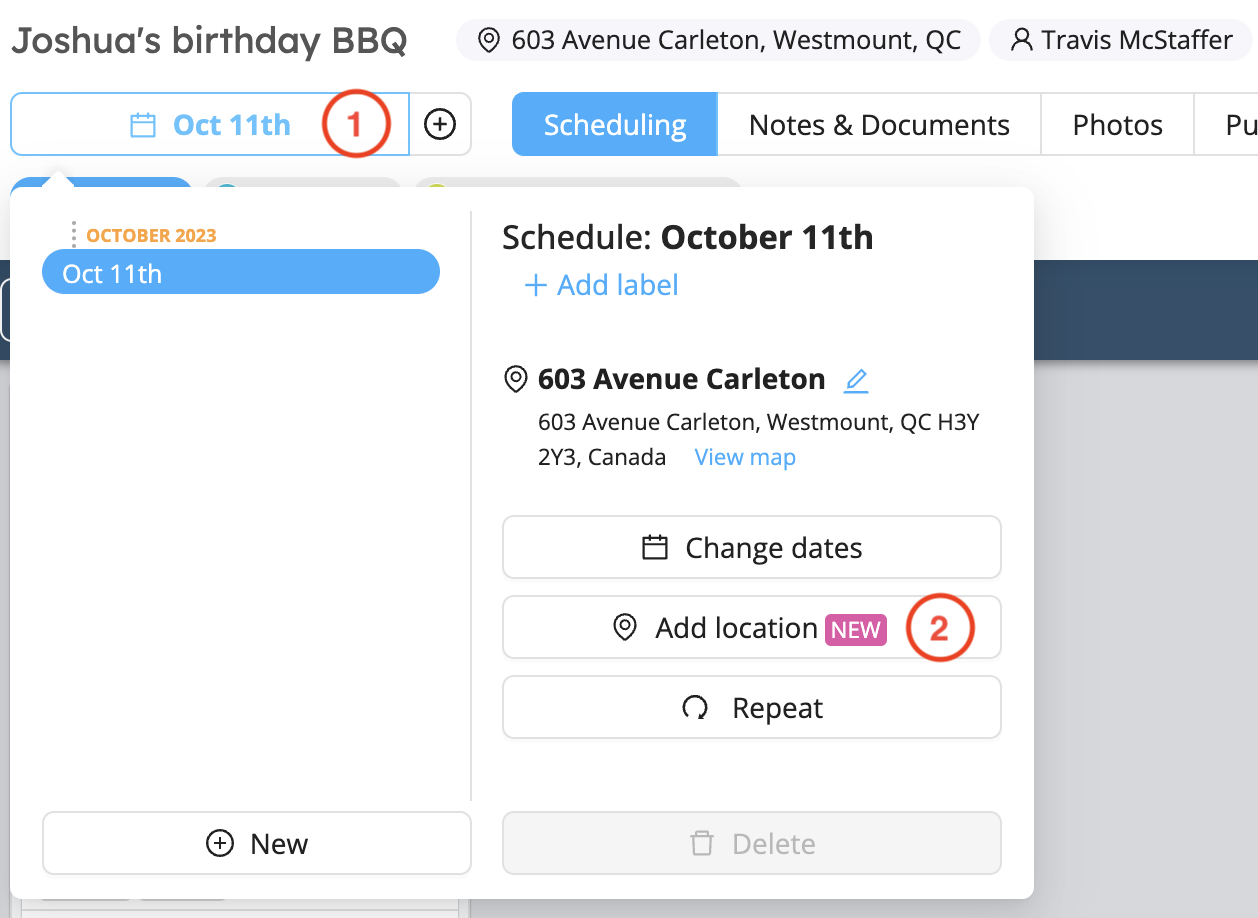 Joshua's birthday BBQ
603 Avenue Carleton, Westmount, QC
Travis McStaffer
Oct 11th
1
Scheduling
Notes & Documents
Photos
Pu
OCTOBER 2023
Oct 11th
Schedule: October 11th
+ Add label
603 Avenue Carleton
603 Avenue Carleton, Westmount, QC H3Y
2Y3, Canada View map
Change dates
Add location NEW
2
Repeat
New
Delete